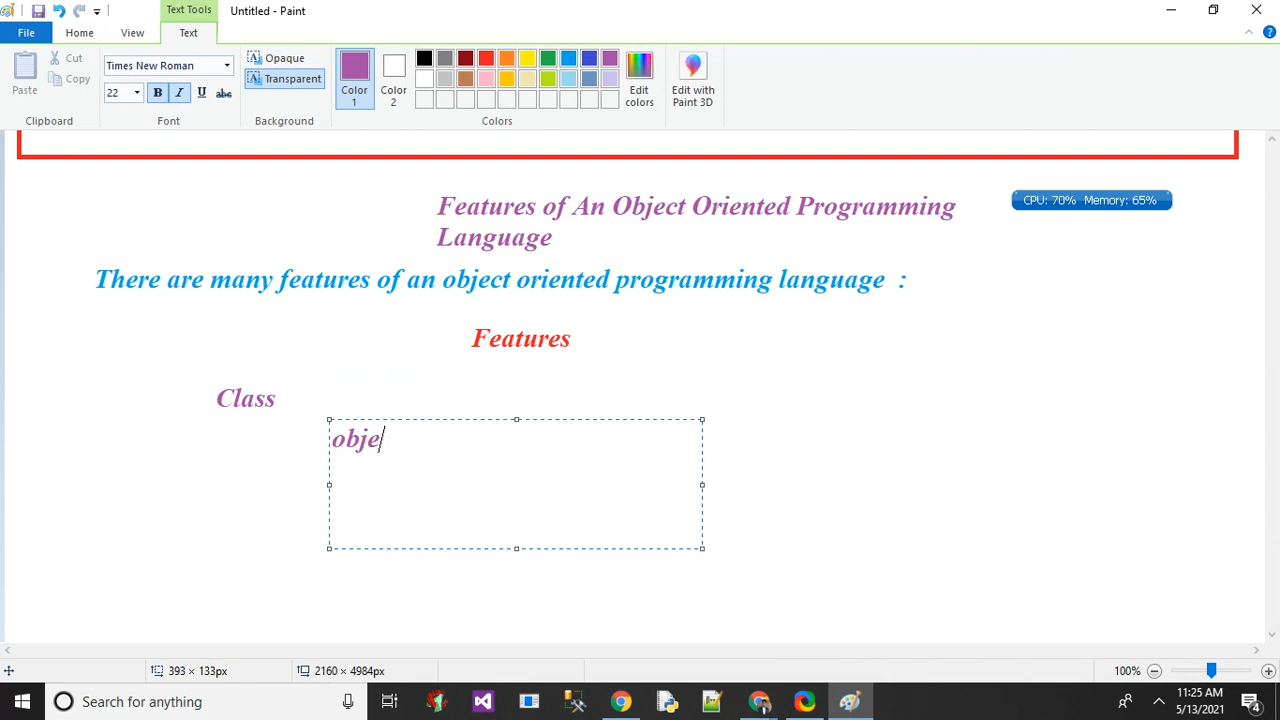 Text Tools
Untitled - Paint
File
Home
View
Text
Paste
Cut
Copy
Clipboard
Times New Roman
22
B I U abc
Font
Opaque
Transparent
Background
Color 1
Color 2
Edit colors
Colors
Edit with Paint 3D
CPU: 70% Memory: 65%
Features of An Object Oriented Programming
Language
There are many features of an object oriented programming language :
Features
Class
obje
393 × 133px
2160 × 4984px
100%
Search for anything
11:25 AM
5/13/2021
4